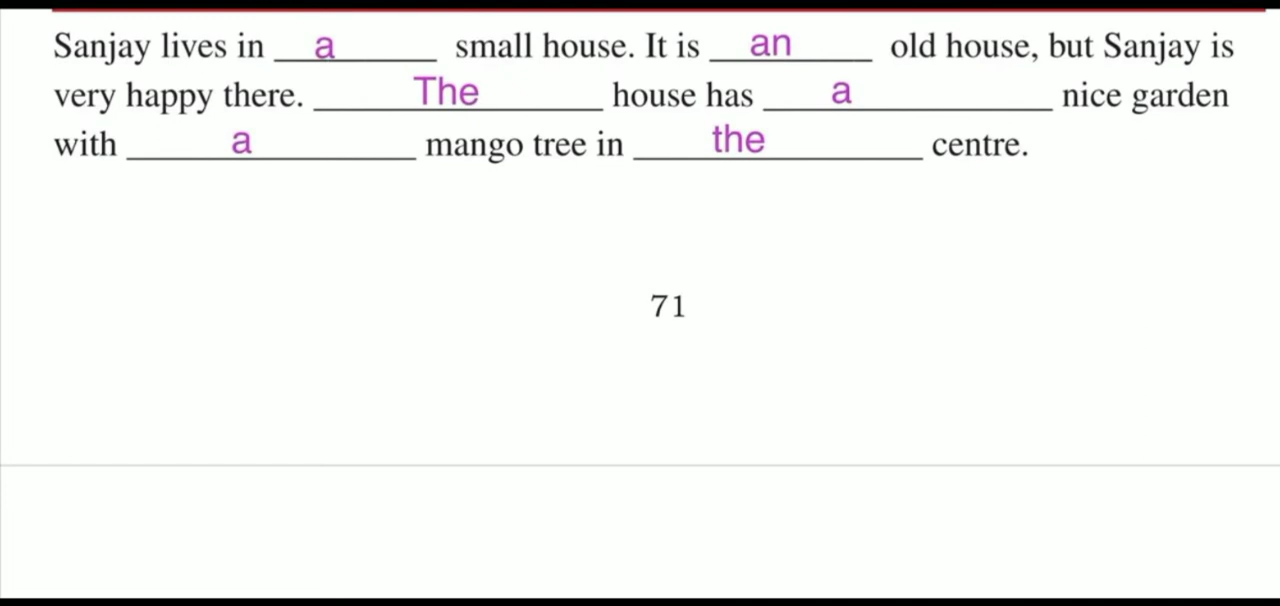 Sanjay lives in a small house. It is an old house, but Sanjay is
very happy there. The house has a nice garden
with a mango tree in the centre.
71